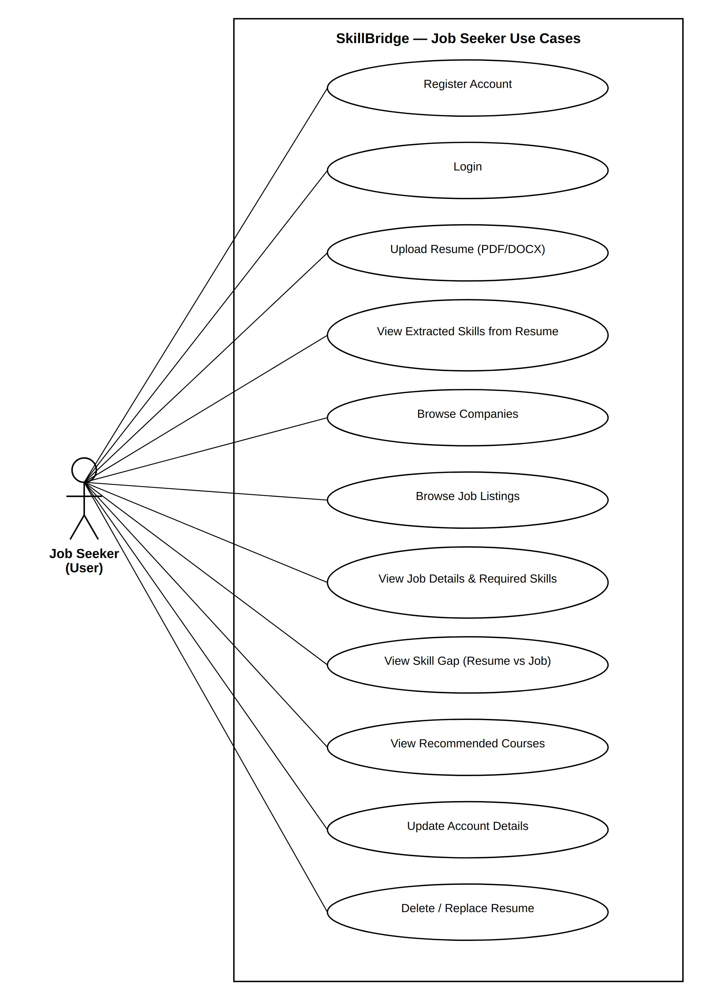 SkillBridge — Job Seeker Use Cases
Register Account
Login
Upload Resume (PDF/DOCX)
View Extracted Skills from Resume
Browse Companies
Browse Job Listings
Job Seeker
(User)
View Job Details & Required Skills
View Skill Gap (Resume vs Job)
View Recommended Courses
Update Account Details
Delete / Replace Resume